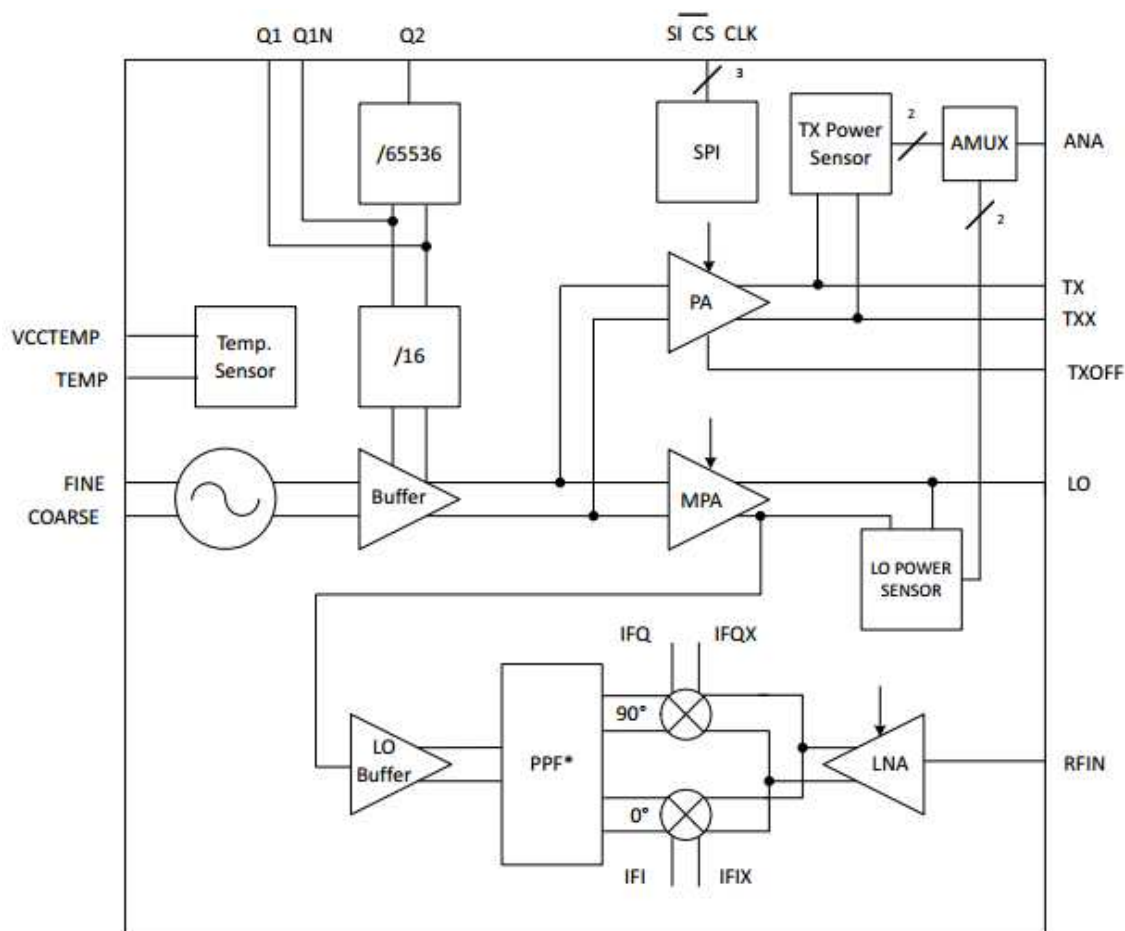 Q1 Q1N Q2 SI CS CLK
3
/65536
SPI
TX Power
Sensor
2
AMUX
ANA
2
PA
TX
TXX
TXOFF
VCCTEMP
TEMP
Temp.
Sensor
/16
FINE
COARSE
Buffer
MPA
LO
LO POWER
SENSOR
IFQ IFQX
90°
LO
Buffer
PPF*
LNA
RFIN
0°
IFI IFIX